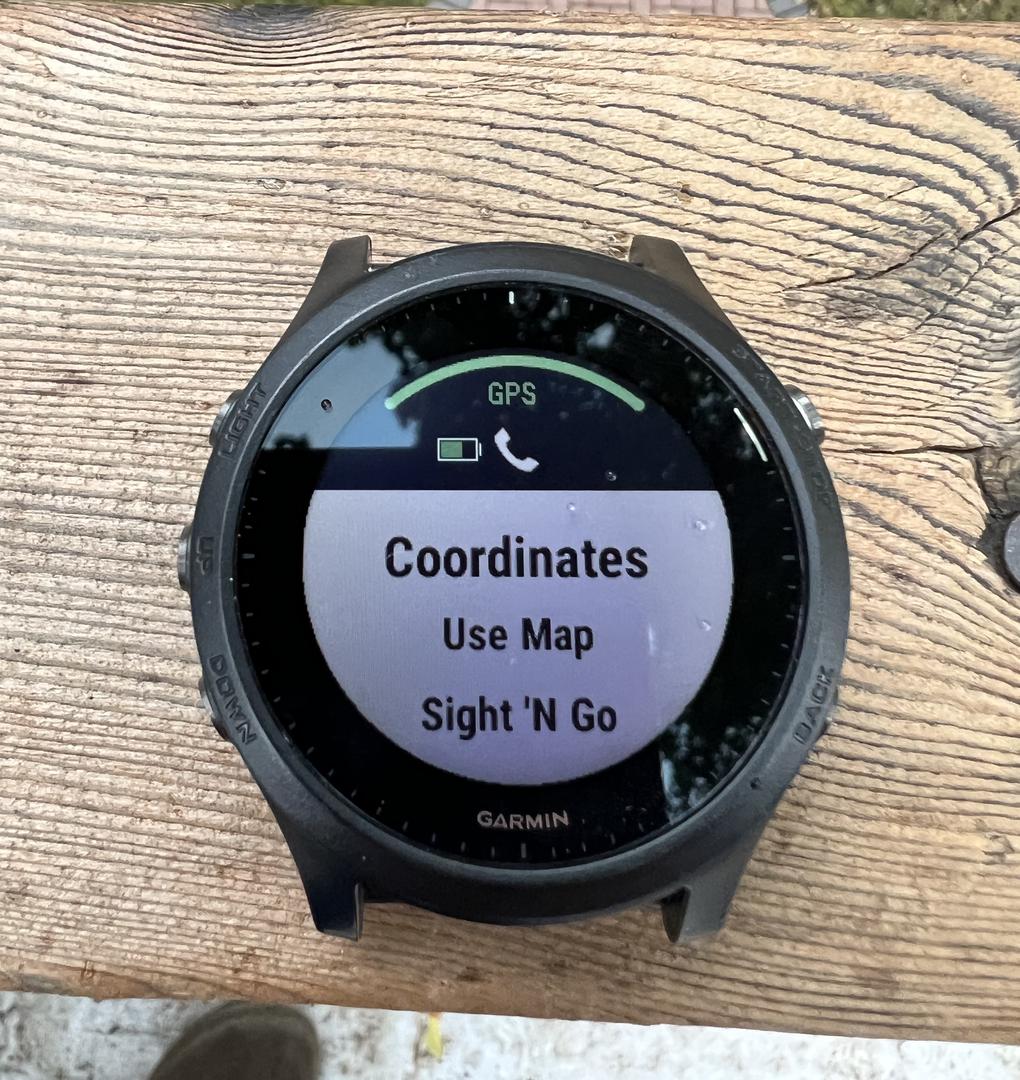 GPS
Coordinates
Use Map
Sight 'N Go
GARMIN
LIGHT
UP
DOWN
BACK